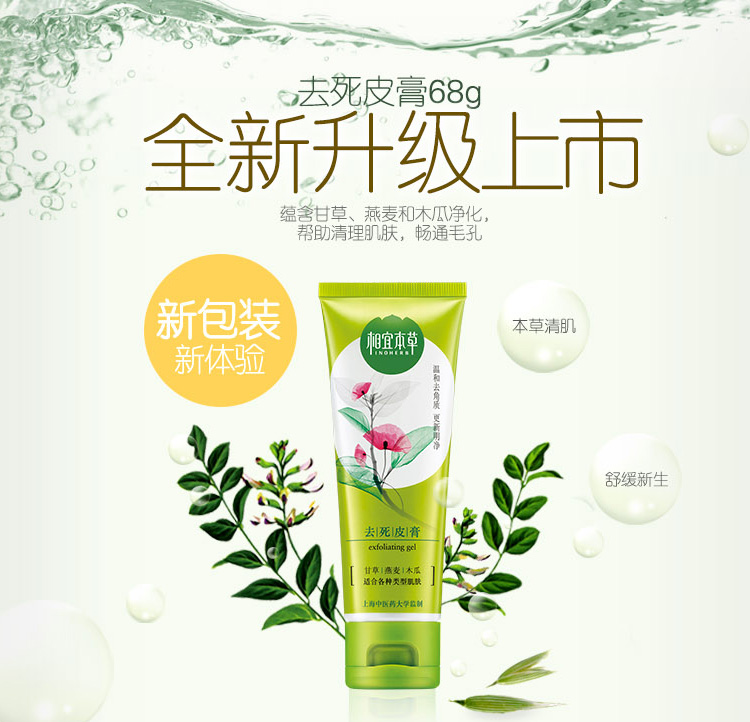 去死皮膏68g
全新升级上市
蕴含甘草、燕麦和木瓜净化，
帮助清理肌肤，畅通毛孔
新包装
新体验
本草清肌
舒缓新生
相宜本草
INOHERB
温和去角质 更新明净
去|死|皮|膏
exfoliating gel
甘草|燕麦|木瓜
适合各种类型肌肤
上海中医药大学监制